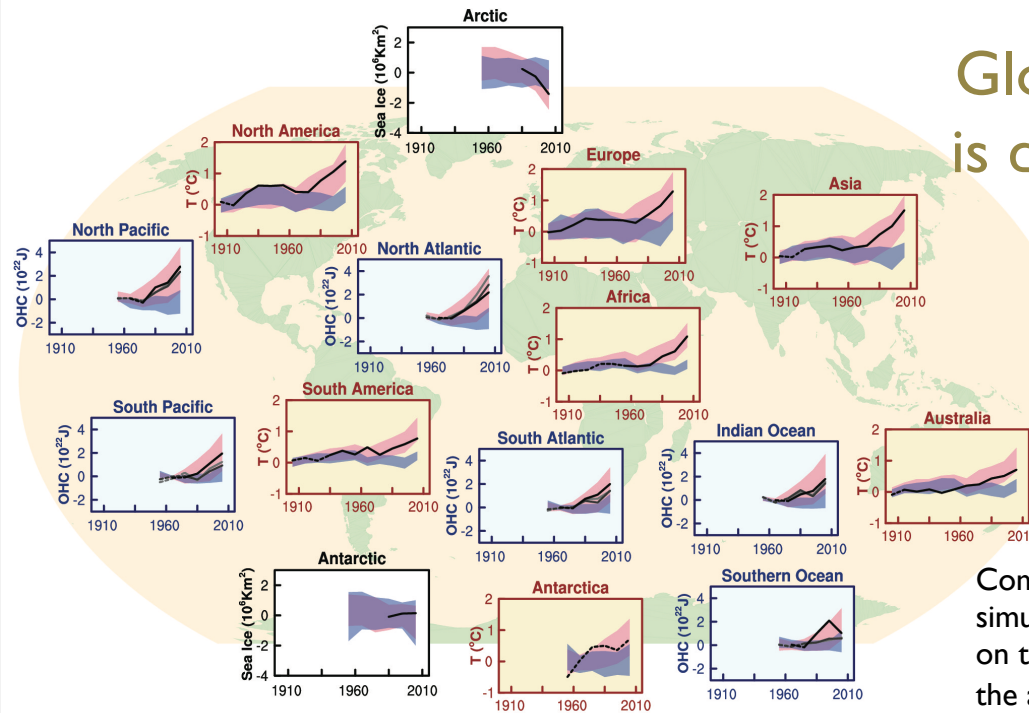 Arctic
Sea Ice (10⁶Km²)
2
0
-2
-4
1910 1960 2010
Glo
is c
North America
T (°C)
2
1
0
-1
1910 1960 2010
Europe
T (°C)
2
1
0
-1
1910 1960 2010
Asia
T (°C)
2
1
0
-1
1910 1960 2010
North Pacific
OHC (10²²J)
4
2
0
-2
1910 1960 2010
North Atlantic
OHC (10²²J)
4
2
0
-2
1910 1960 2010
Africa
T (°C)
2
1
0
-1
1910 1960 2010
South America
T (°C)
2
1
0
-1
1910 1960 2010
South Pacific
OHC (10²²J)
4
2
0
-2
1910 1960 2010
South Atlantic
OHC (10²²J)
4
2
0
-2
1910 1960 2010
Indian Ocean
OHC (10²²J)
4
2
0
-2
1910 1960 2010
Australia
T (°C)
2
1
0
-1
1910 1960 2010
Antarctic
Sea Ice (10⁶Km²)
2
0
-2
-4
1910 1960 2010
Antarctica
T (°C)
2
1
0
-1
1910 1960 2010
Southern Ocean
OHC (10²²J)
4
2
0
-2
1910 1960 2010
simu
on t
the a